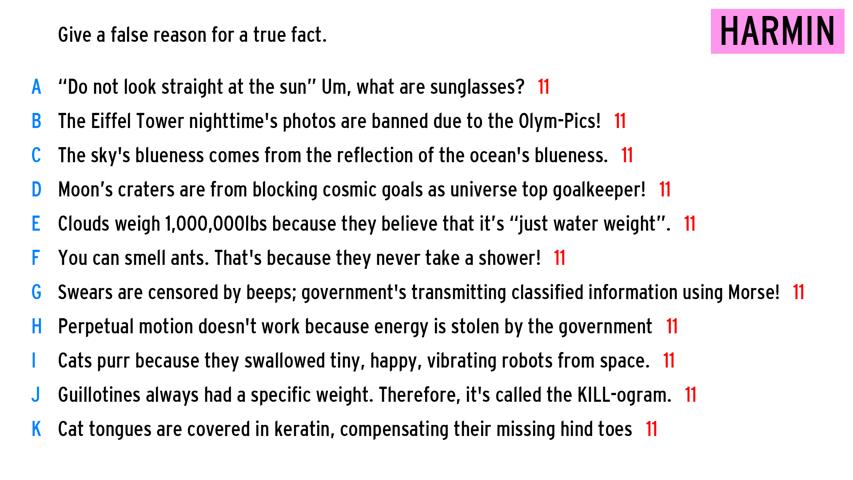 Give a false reason for a true fact.
HARMIN
A “Do not look straight at the sun” Um, what are sunglasses? 11
B The Eiffel Tower nighttime's photos are banned due to the Olym-Pics! 11
C The sky's blueness comes from the reflection of the ocean's blueness. 11
D Moon’s craters are from blocking cosmic goals as universe top goalkeeper! 11
E Clouds weigh 1,000,000lbs because they believe that it’s “just water weight”. 11
F You can smell ants. That's because they never take a shower! 11
G Swears are censored by beeps; government's transmitting classified information using Morse! 11
H Perpetual motion doesn't work because energy is stolen by the government 11
I Cats purr because they swallowed tiny, happy, vibrating robots from space. 11
J Guillotines always had a specific weight. Therefore, it's called the KILL-ogram. 11
K Cat tongues are covered in keratin, compensating their missing hind toes 11